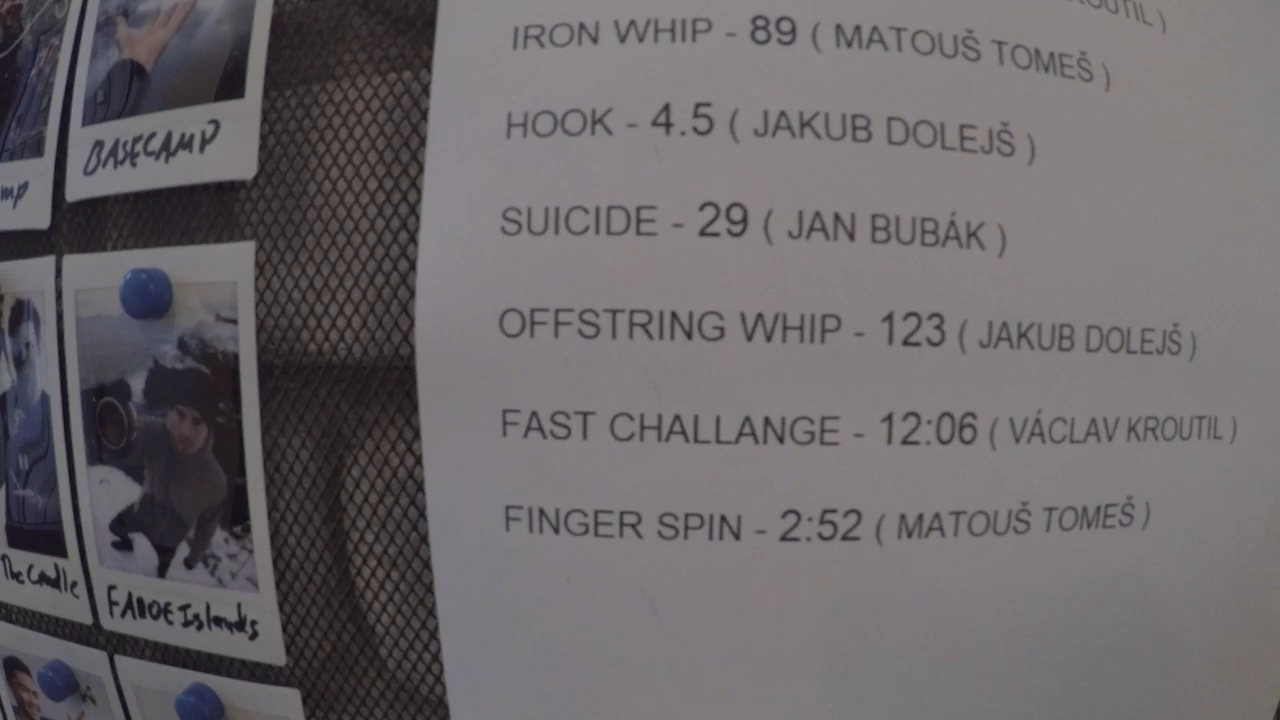 IRON WHIP - 89 ( MATOUŠ TOMEŠ )
HOOK - 4.5 ( JAKUB DOLEJŠ )
SUICIDE - 29 ( JAN BUBÁK )
OFFSTRING WHIP - 123 ( JAKUB DOLEJŠ )
FAST CHALLANGE - 12:06 ( VÁCLAV KROUTIL )
FINGER SPIN - 2:52 ( MATOUŠ TOMEŠ )
BASECAMP
The Cradle
FAROE Islands